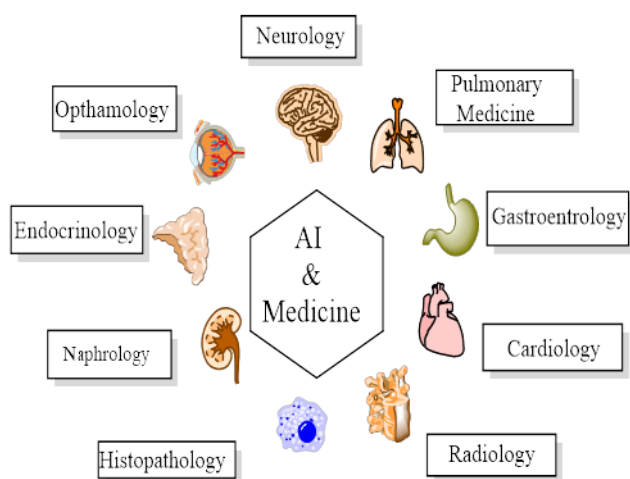 Neurology
Pulmonary
Medicine
Opthamology
Gastroentrology
Endocrinology
AI
&
Medicine
Cardiology
Naphrology
Radiology
Histopathology